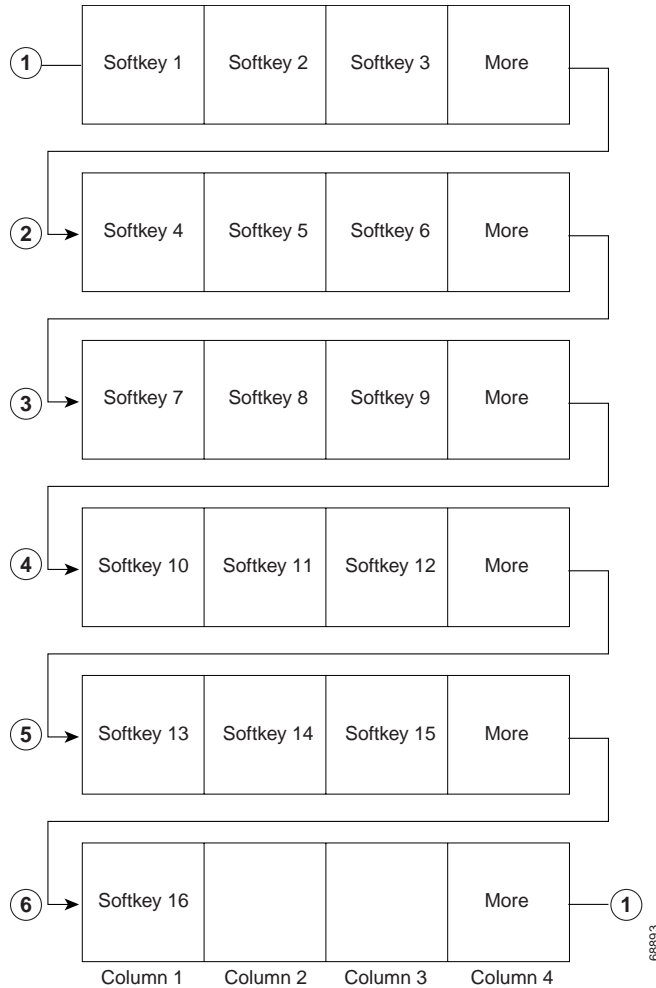 1 Softkey 1 Softkey 2 Softkey 3 More
2 Softkey 4 Softkey 5 Softkey 6 More
3 Softkey 7 Softkey 8 Softkey 9 More
4 Softkey 10 Softkey 11 Softkey 12 More
5 Softkey 13 Softkey 14 Softkey 15 More
6 Softkey 16 More 1
Column 1 Column 2 Column 3 Column 4
68893